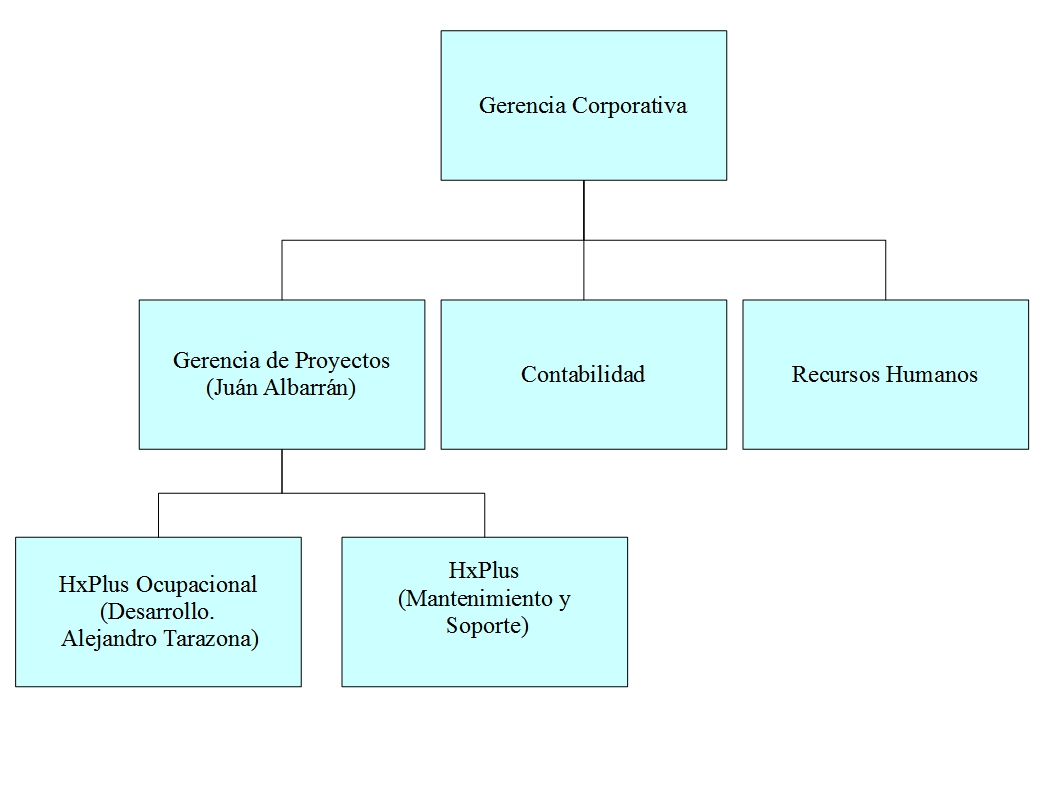 Gerencia Corporativa
Gerencia de Proyectos
(Juán Albarrán)
Contabilidad
Recursos Humanos
HxPlus Ocupacional
(Desarrollo.
Alejandro Tarazona)
HxPlus
(Mantenimiento y
Soporte)